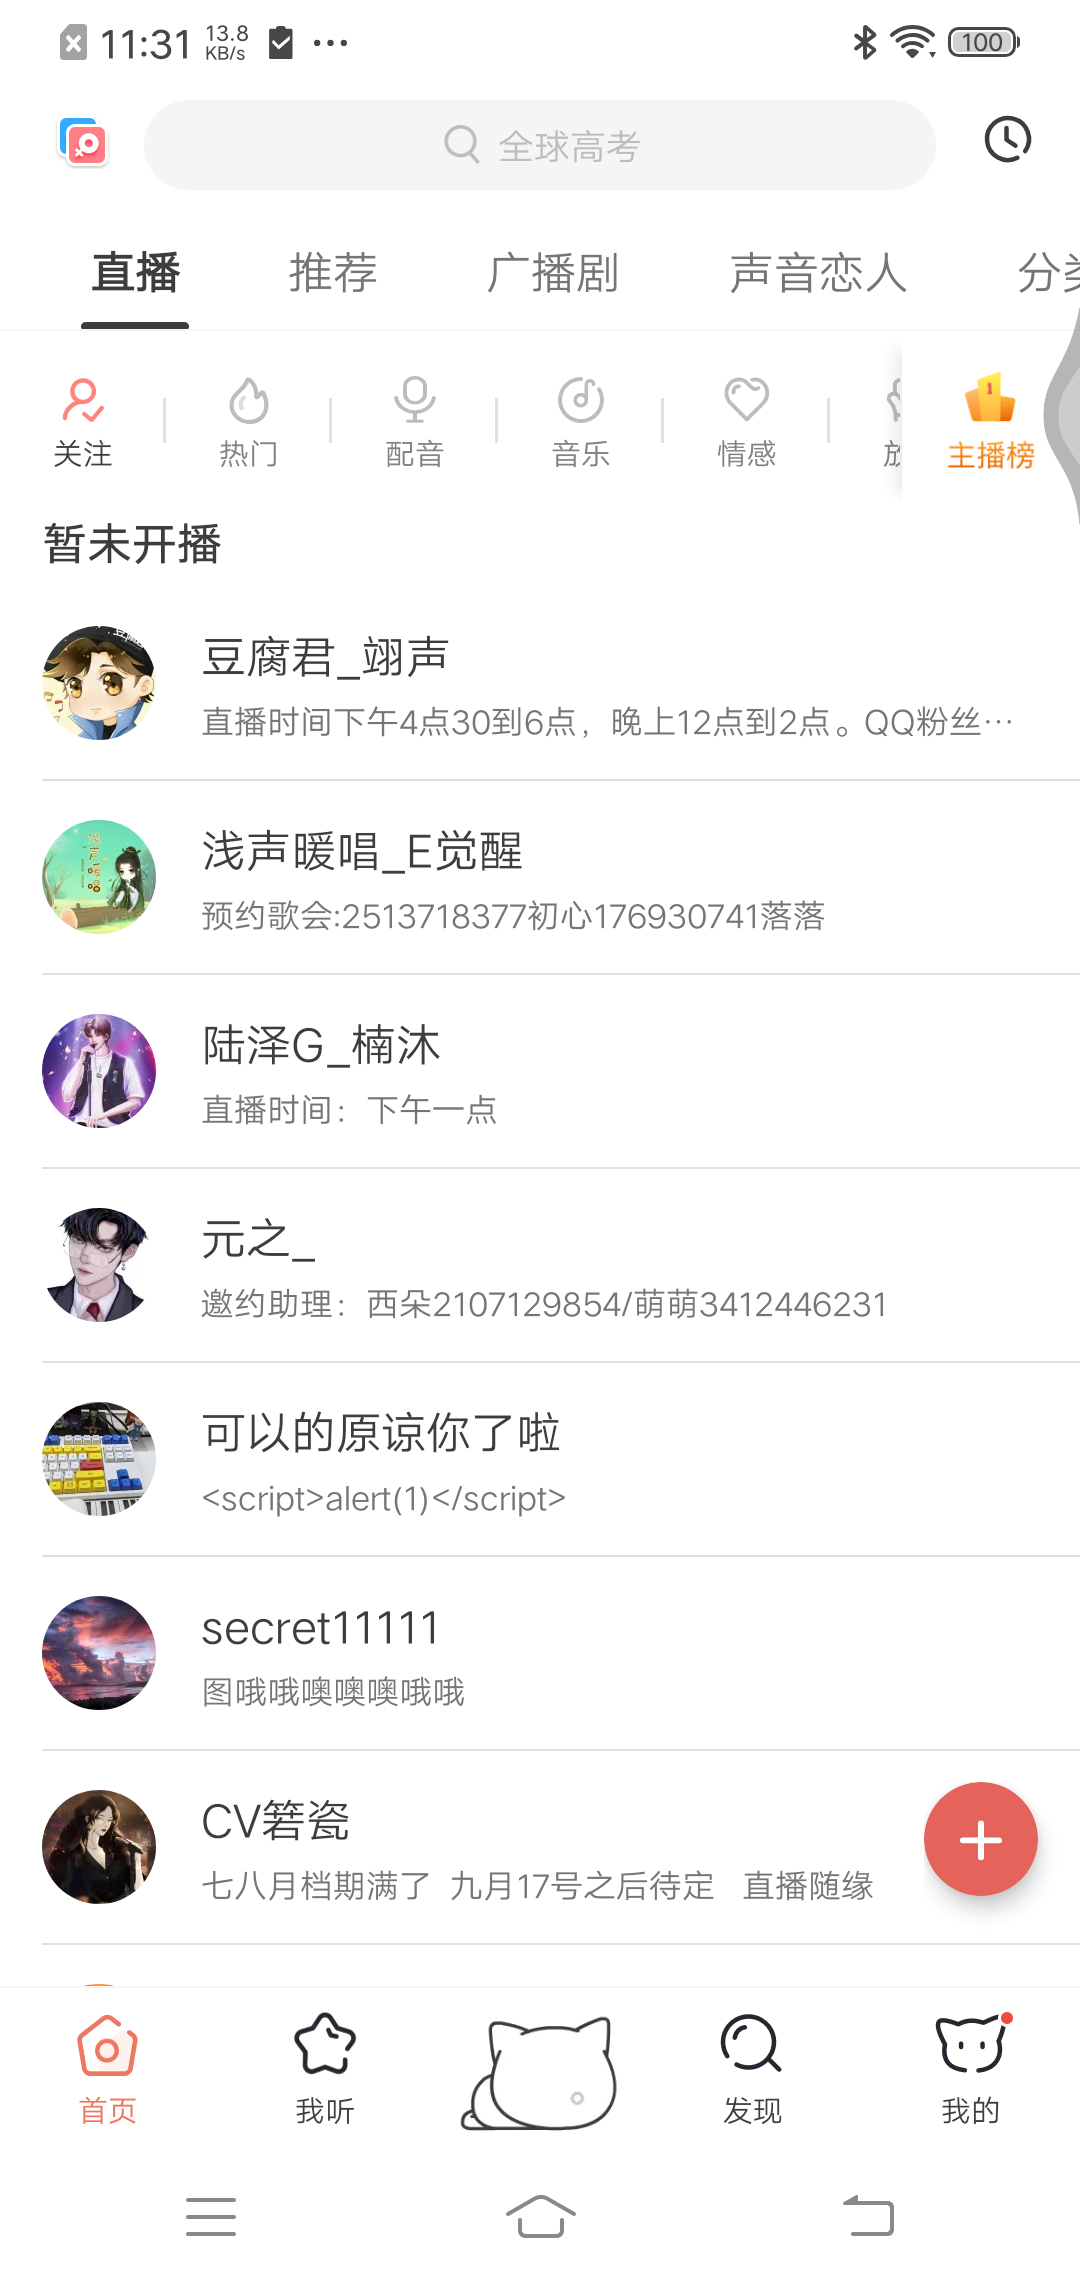 11:31
13.8
KB/s
100
全球高考
直播
推荐
广播剧
声音恋人
分类
关注
热门
配音
音乐
情感
主播榜
暂未开播
豆腐君_翊声
直播时间下午4点30到6点，晚上12点到2点。QQ粉丝…
浅声暖唱_E觉醒
预约歌会:2513718377初心176930741落落
陆泽G_楠沐
直播时间：下午一点
元之_
邀约助理：西朵2107129854/萌萌3412446231
可以的原谅你了啦
<script>alert(1)</script>
secret11111
图哦哦噢噢噢哦哦
CV箬瓷
七八月档期满了 九月17号之后待定 直播随缘
首页
我听
发现
我的